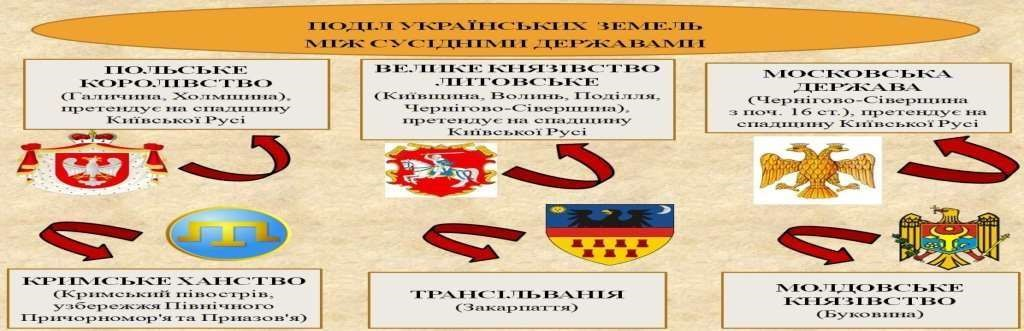 ПОДІЛ УКРАЇНСЬКИХ ЗЕМЕЛЬ
МІЖ СУСІДНІМИ ДЕРЖАВАМИ
ПОЛЬСЬКЕ
КОРОЛІВСТВО
(Галичина, Холмщина),
претендує на спадщину
Київської Русі
ВЕЛИКЕ КНЯЗІВСТВО
ЛИТОВСЬКЕ
(Київщина, Волинь, Поділля,
Чернігово-Сіверщина),
претендує на спадщину
Київської Русі
МОСКОВСЬКА
ДЕРЖАВА
(Чернігово-Сіверщина
з поч. 16 ст.), претендує на
спадщину Київської Русі
КРИМСЬКЕ ХАНСТВО
(Кримський півострів,
узбережжя Північного
Причорномор'я та Приазов'я)
ТРАНСІЛЬВАНІЯ
(Закарпаття)
МОЛДОВСЬКЕ
КНЯЗІВСТВО
(Буковина)